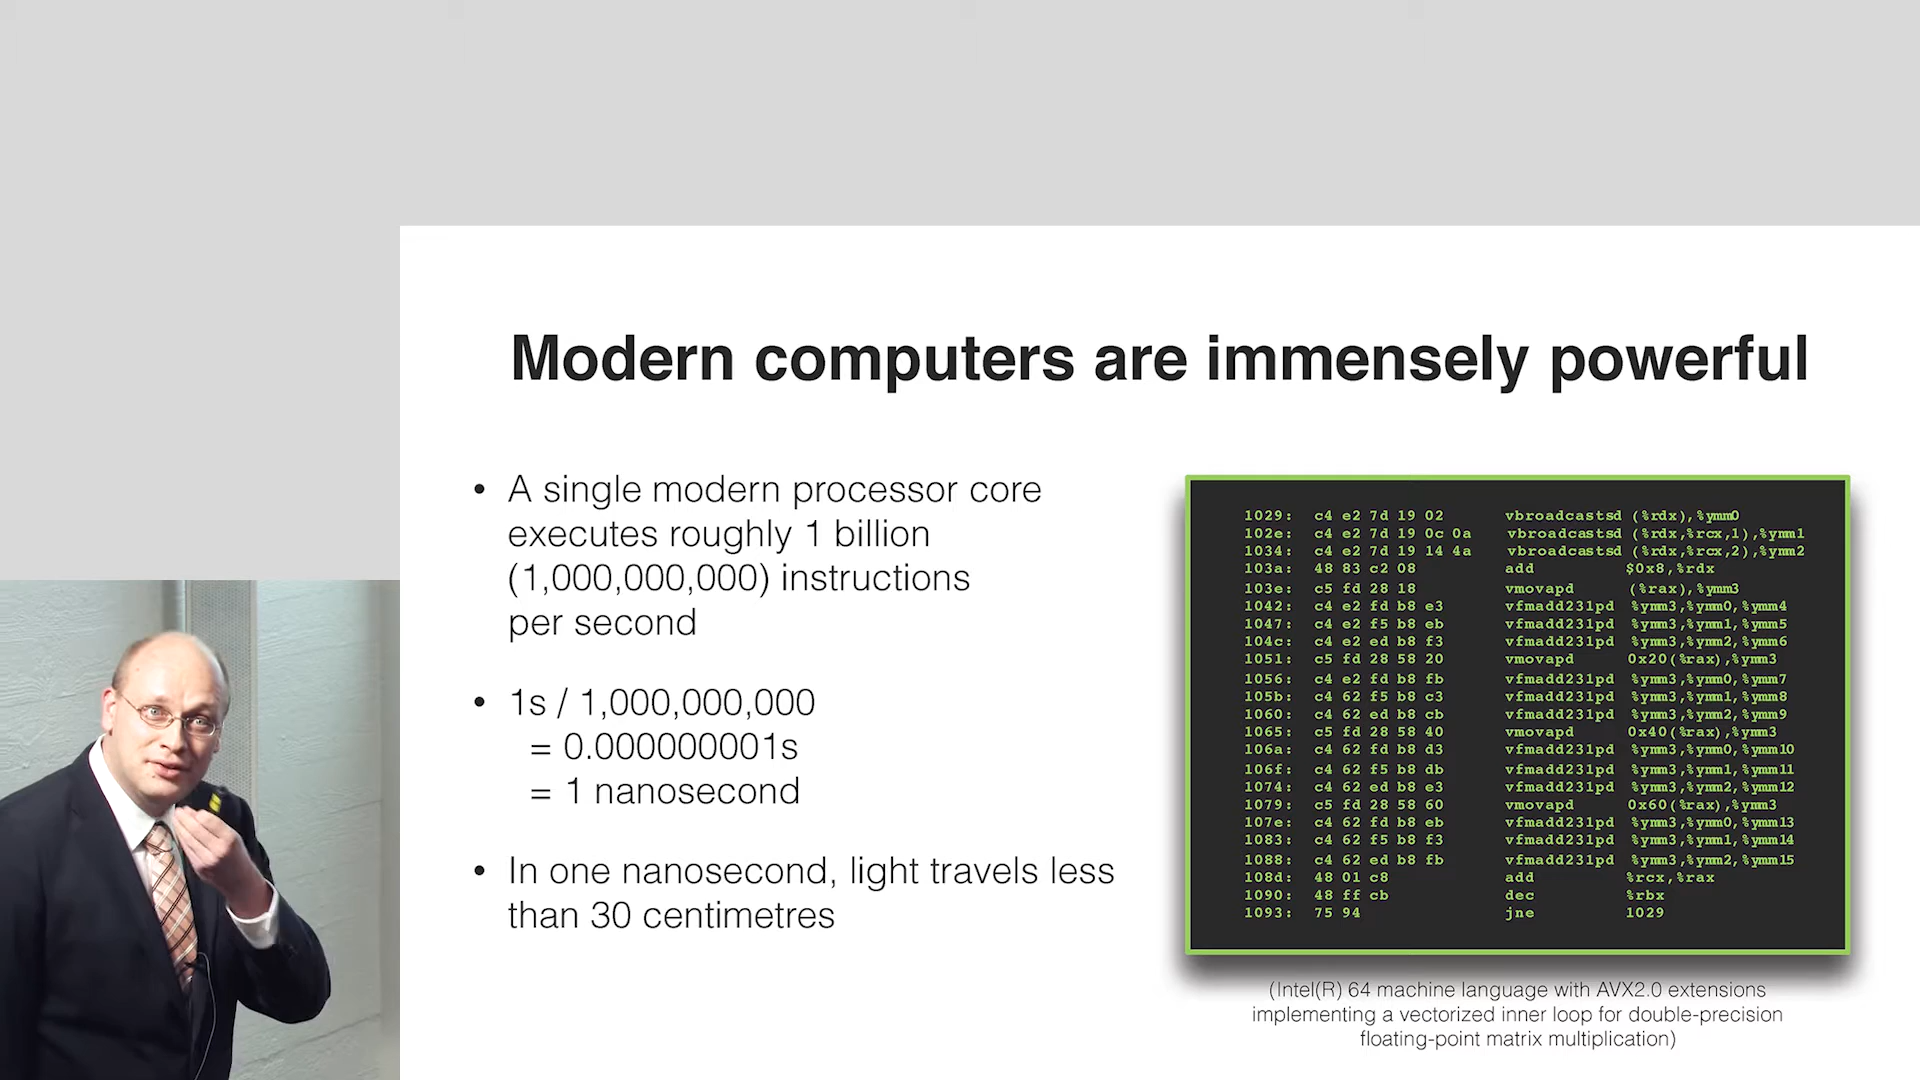 Modern computers are immensely powerful
• A single modern processor core
executes roughly 1 billion
(1,000,000,000) instructions
per second
• 1s / 1,000,000,000
= 0.000000001s
= 1 nanosecond
• In one nanosecond, light travels less
than 30 centimetres
1029: c4 e2 7d 19 02 vbroadcastsd (%rdx),%ymm0
102e: c4 e2 7d 19 0c 0a vbroadcastsd (%rdx,%rcx,1),%ymm1
1034: c4 e2 7d 19 14 4a vbroadcastsd (%rdx,%rcx,2),%ymm2
103a: 48 83 c2 08 add $0x8,%rdx
103e: c5 fd 28 18 vmovapd (%rax),%ymm3
1042: c4 e2 fd b8 e3 vfmadd231pd %ymm3,%ymm0,%ymm4
1047: c4 e2 f5 b8 eb vfmadd231pd %ymm3,%ymm1,%ymm5
104c: c4 e2 ed b8 f3 vfmadd231pd %ymm3,%ymm2,%ymm6
1051: c5 fd 28 58 20 vmovapd 0x20(%rax),%ymm3
1056: c4 e2 fd b8 fb vfmadd231pd %ymm3,%ymm0,%ymm7
105b: c4 62 f5 b8 c3 vfmadd231pd %ymm3,%ymm1,%ymm8
1060: c4 62 ed b8 cb vfmadd231pd %ymm3,%ymm2,%ymm9
1065: c5 fd 28 58 40 vmovapd 0x40(%rax),%ymm3
106a: c4 62 fd b8 d3 vfmadd231pd %ymm3,%ymm0,%ymm10
106f: c4 62 f5 b8 db vfmadd231pd %ymm3,%ymm1,%ymm11
1074: c4 62 ed b8 e3 vfmadd231pd %ymm3,%ymm2,%ymm12
1079: c5 fd 28 58 60 vmovapd 0x60(%rax),%ymm3
107e: c4 62 fd b8 eb vfmadd231pd %ymm3,%ymm0,%ymm13
1083: c4 62 f5 b8 f3 vfmadd231pd %ymm3,%ymm1,%ymm14
1088: c4 62 ed b8 fb vfmadd231pd %ymm3,%ymm2,%ymm15
108d: 48 01 c8 add %rcx,%rax
1090: 48 ff cb dec %rbx
1093: 75 94 jne 1029
(Intel(R) 64 machine language with AVX2.0 extensions
implementing a vectorized inner loop for double-precision
floating-point matrix multiplication)